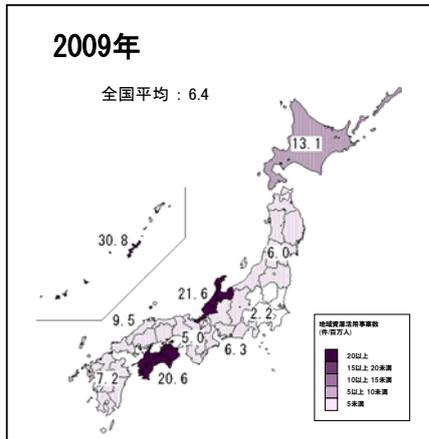 2009年
全国平均 : 6.4
13.1
30.8
6.0
21.6
9.5
2.2
5.0
6.3
7.2
20.6
地域資源活用事業数
(件/百万人)
20以上
15以上 20未満
10以上 15未満
5以上 10未満
5未満